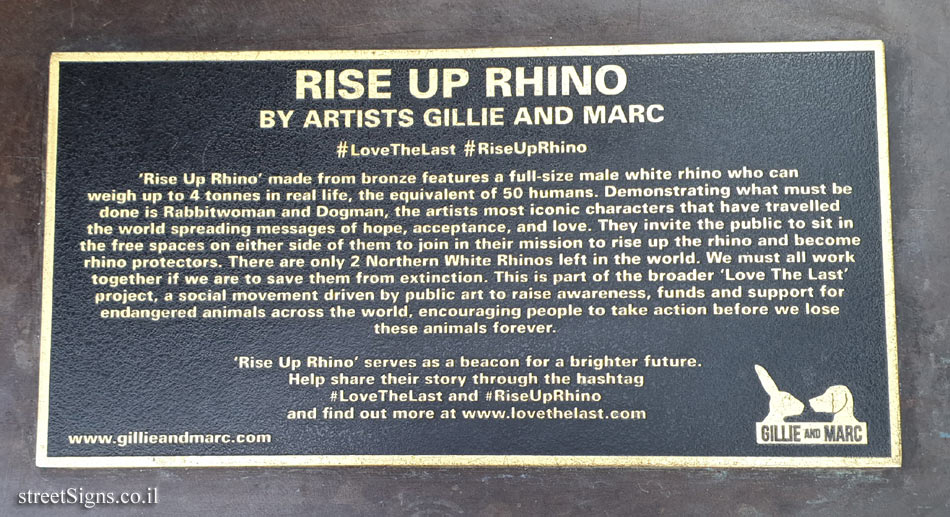 RISE UP RHINO
BY ARTISTS GILLIE AND MARC
#LoveTheLast #RiseUpRhino
'Rise Up Rhino' made from bronze features a full-size male white rhino who can
weigh up to 4 tonnes in real life, the equivalent of 50 humans. Demonstrating what must be
done is Rabbitwoman and Dogman, the artists most iconic characters that have travelled
the world spreading messages of hope, acceptance, and love. They invite the public to sit in
the free spaces on either side of them to join in their mission to rise up the rhino and become
rhino protectors. There are only 2 Northern White Rhinos left in the world. We must all work
together if we are to save them from extinction. This is part of the broader 'Love The Last'
project, a social movement driven by public art to raise awareness, funds and support for
endangered animals across the world, encouraging people to take action before we lose
these animals forever.
'Rise Up Rhino' serves as a beacon for a brighter future.
Help share their story through the hashtag
#LoveTheLast and #RiseUpRhino
and find out more at www.lovethelast.com
www.gillieandmarc.com
GILLIE AND MARC
streetSigns.co.il